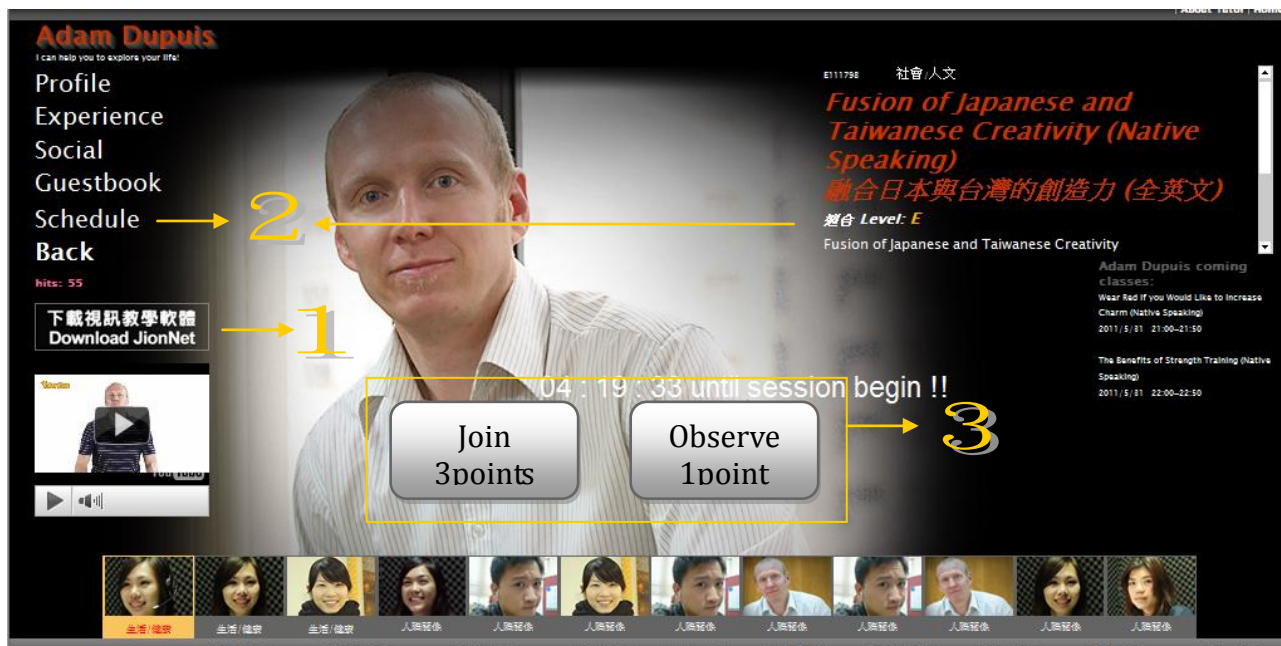 About Tutor | Home
Adam Dupuis
I can help you to explore your life!
Profile
Experience
Social
Guestbook
Schedule
Back
hits: 55
下載視訊教學軟體
Download JionNet
2
1
E111798 社會/人文
Fusion of Japanese and
Taiwanese Creativity (Native
Speaking)
融合日本與台灣的創造力 (全英文)
適合 Level: E
Fusion of Japanese and Taiwanese Creativity
Adam Dupuis coming
classes:
Wear Red If you Would Like to Increase
Charm (Native Speaking)
2011/5/31 21:00~21:50
The Benefits of Strength Training (Native
Speaking)
2011/5/31 22:00~22:50
04 : 19 : 33 until session begin !!
Join
3points
Observe
1point
3
生活/健康
生活/健康
生活/健康
人際關係
人際關係
人際關係
人際關係
人際關係
人際關係
人際關係
人際關係
人際關係